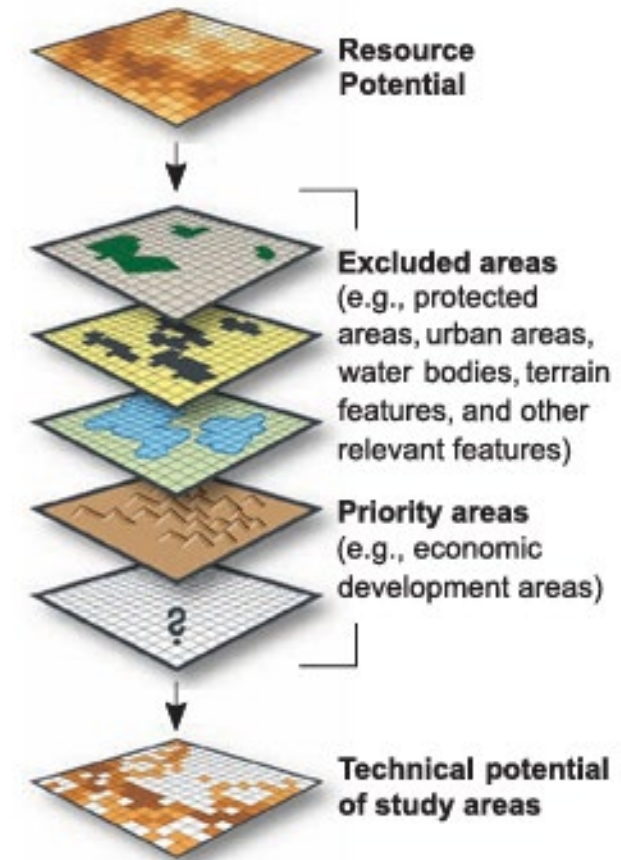 Resource
Potential
Excluded areas
(e.g., protected
areas, urban areas,
water bodies, terrain
features, and other
relevant features)
Priority areas
(e.g., economic
development areas)
?
Technical potential
of study areas